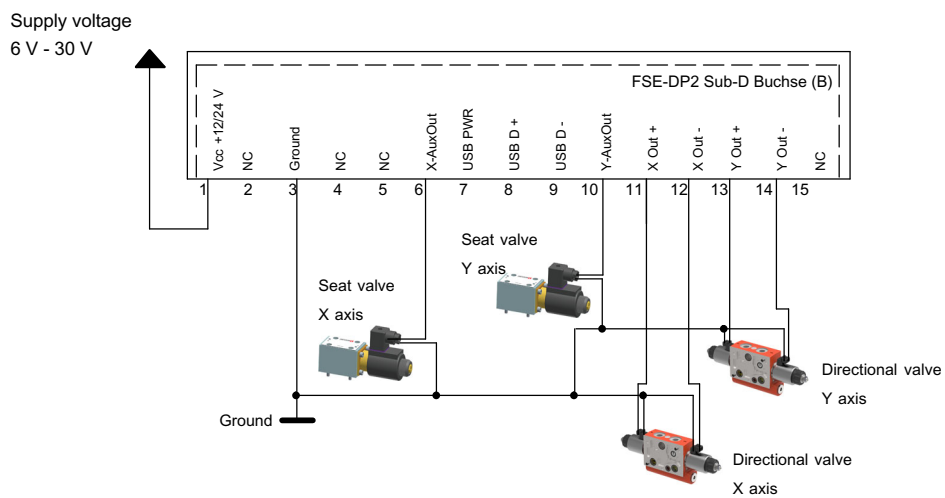 Supply voltage
6 V - 30 V
FSE-DP2 Sub-D Buchse (B)
Vcc +12/24 V
NC
Ground
NC
NC
X-AuxOut
USB PWR
USB D +
USB D -
Y-AuxOut
X Out +
X Out -
Y Out +
Y Out -
NC
1 2 3 4 5 6 7 8 9 10 11 12 13 14 15
Seat valve
Y axis
Seat valve
X axis
Directional valve
Y axis
Ground
Directional valve
X axis